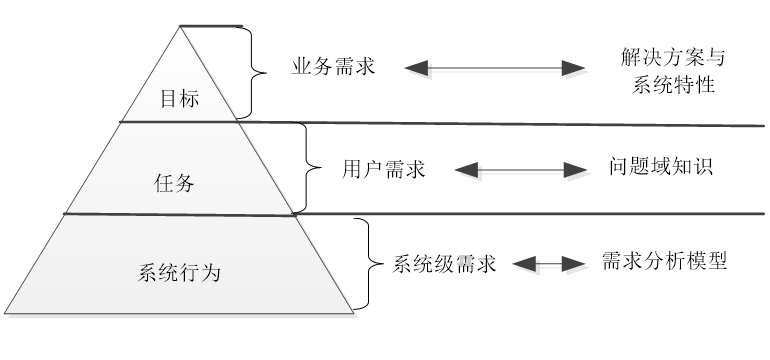 业务需求
解决方案与
系统特性
目标
任务
用户需求
问题域知识
系统行为
系统级需求
需求分析模型